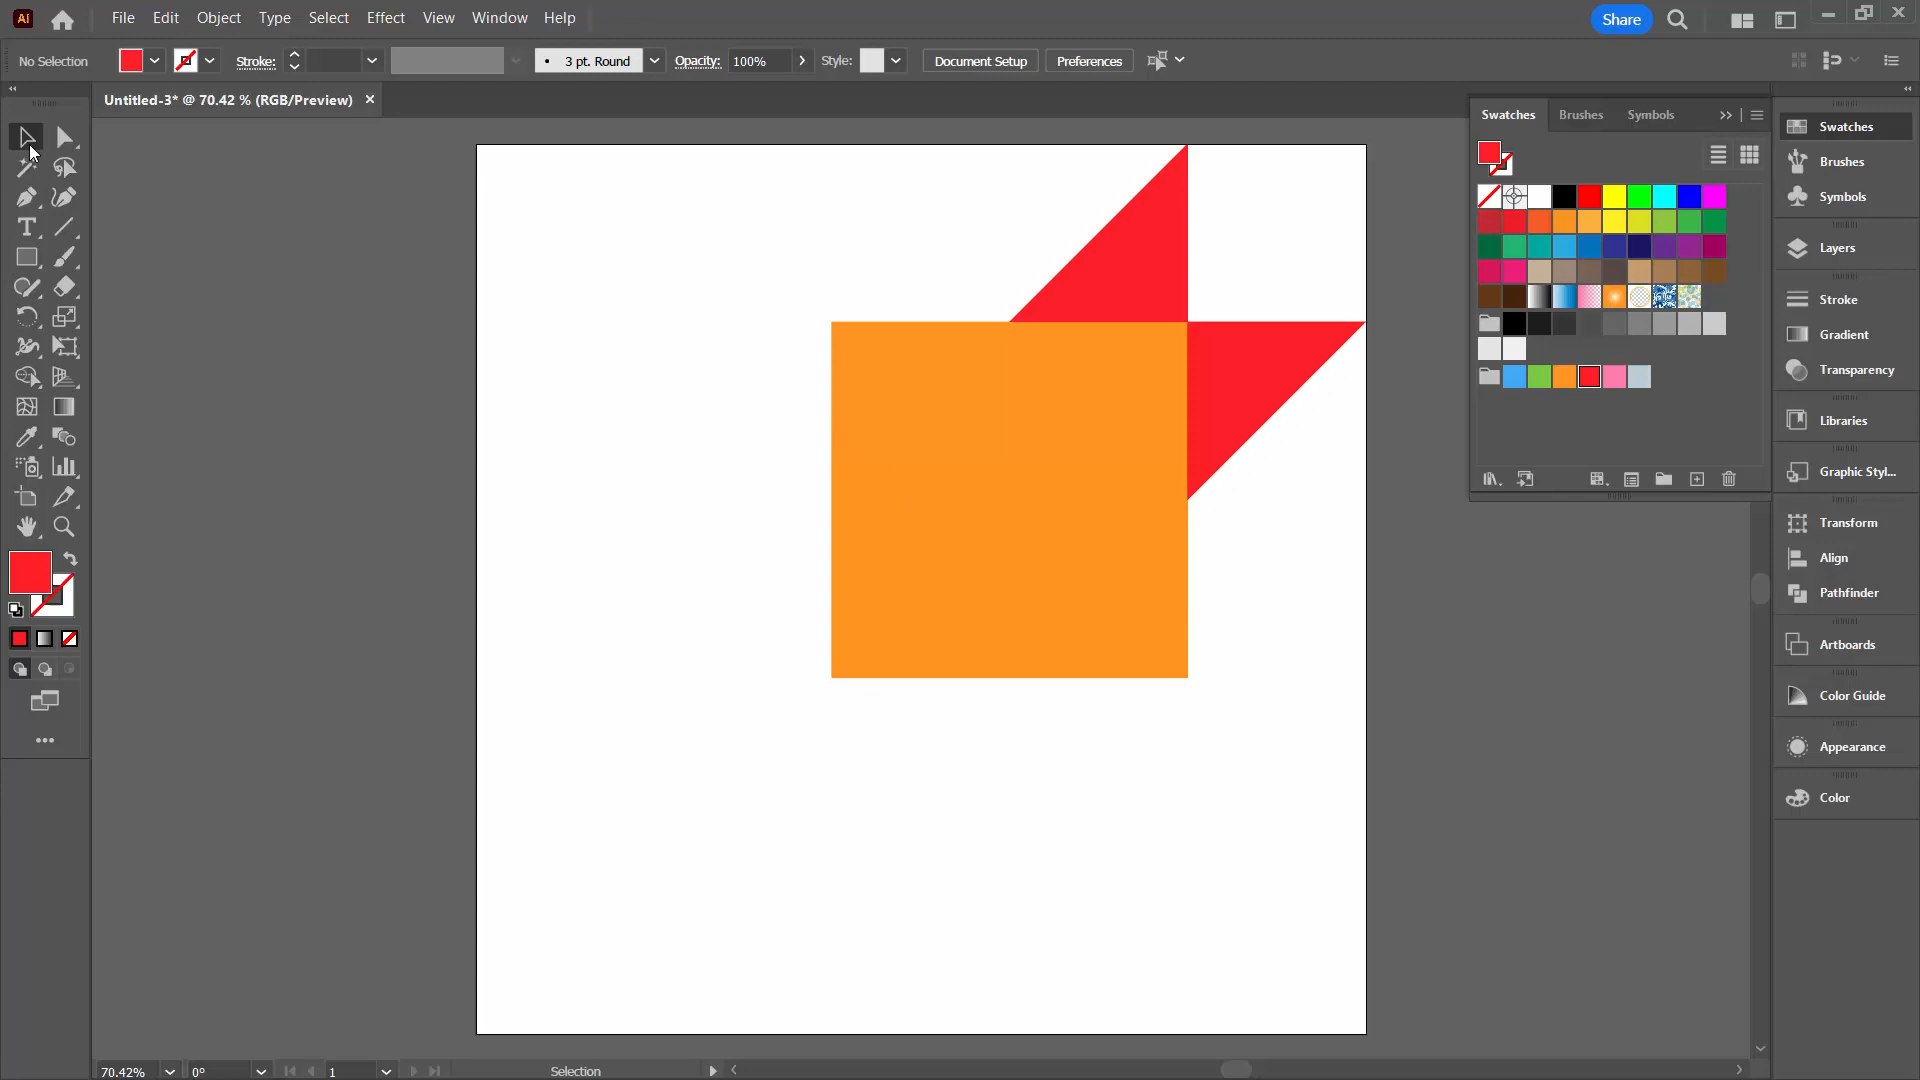 Ai File Edit Object Type Select Effect View Window Help Share
No Selection Stroke: 3 pt. Round Opacity: 100% Style: Document Setup Preferences
Untitled-3* @ 70.42 % (RGB/Preview)
Swatches Brushes Symbols
Swatches
Brushes
Symbols
Layers
Stroke
Gradient
Transparency
Libraries
Graphic Styl...
Transform
Align
Pathfinder
Artboards
Color Guide
Appearance
Color
70.42% 0° 1 Selection